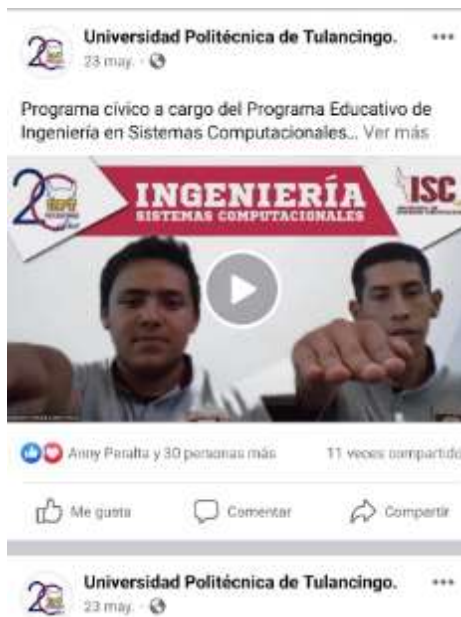 Universidad Politécnica de Tulancingo.
23 may.
Programa cívico a cargo del Programa Educativo de
Ingeniería en Sistemas Computacionales... Ver más
INGENIERÍA
SISTEMAS COMPUTACIONALES
ISC
Anny Peralta y 30 personas más
11 veces compartido
Me gusta
Comentar
Compartir
Universidad Politécnica de Tulancingo.
23 may.